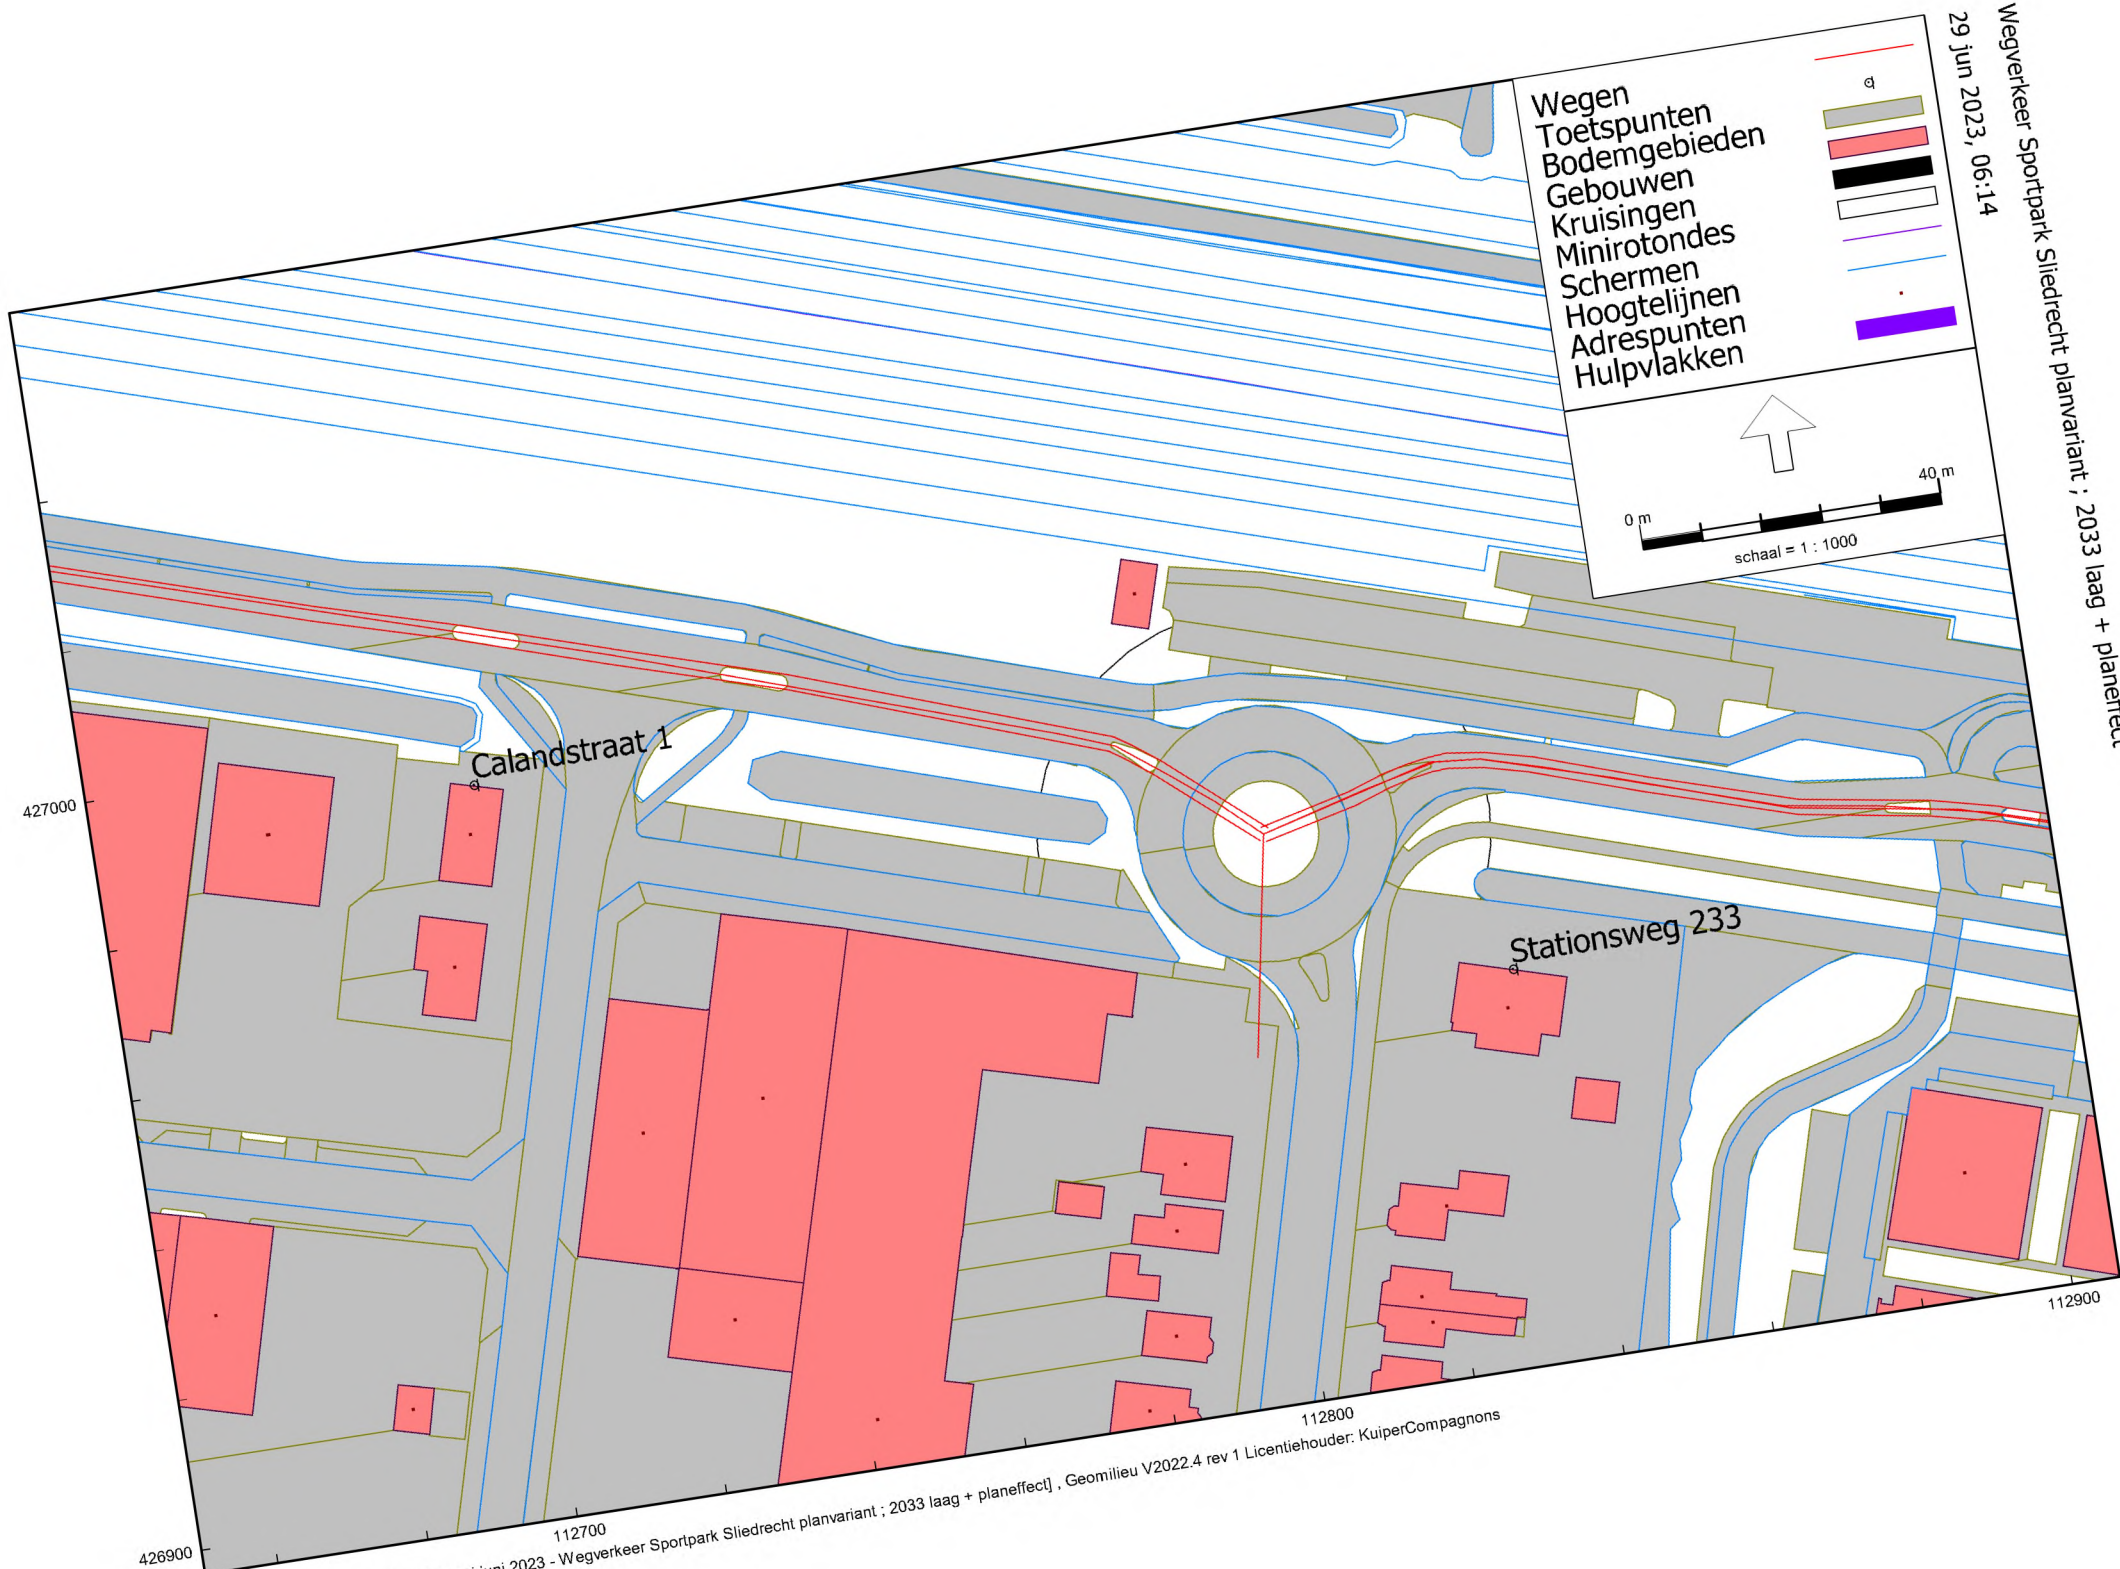 Wegverkeer Sportpark Sliedrecht planvariant ; 2033 laag + planeffect
29 jun 2023, 06:14
Wegen
Toetspunten
Bodemgebieden
Gebouwen
Kruisingen
Minirotondes
Schermen
Hoogtelijnen
Adrespunten
Hulpvlakken
0 m
40 m
schaal = 1 : 1000
Calandstraat 1
Stationsweg 233
427000
426900
112700
112800
112900
2023 - Wegverkeer Sportpark Sliedrecht planvariant ; 2033 laag + planeffect] , Geomilieu V2022.4 rev 1 Licentiehouder: KuiperCompagnons